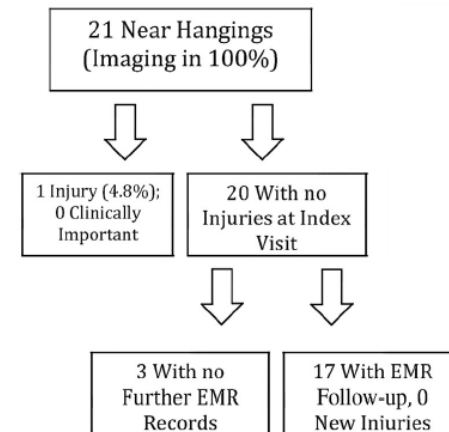 21 Near Hangings
(Imaging in 100%)
1 Injury (4.8%);
0 Clinically
Important
20 With no
Injuries at Index
Visit
3 With no
Further EMR
Records
17 With EMR
Follow-up, 0
New Injuries